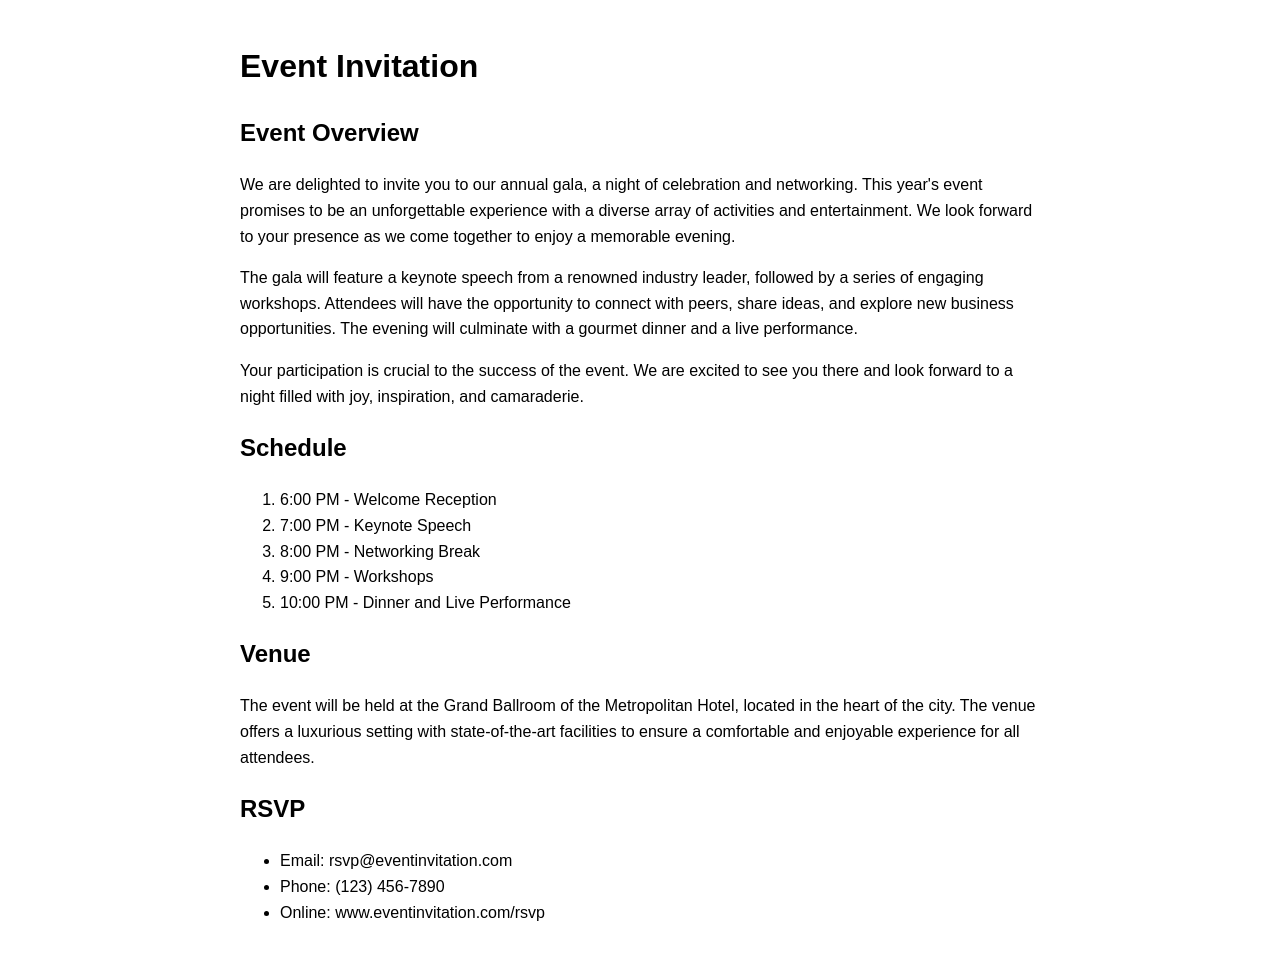 Event Invitation
Event Overview
We are delighted to invite you to our annual gala, a night of celebration and networking. This year's event
promises to be an unforgettable experience with a diverse array of activities and entertainment. We look forward
to your presence as we come together to enjoy a memorable evening.
The gala will feature a keynote speech from a renowned industry leader, followed by a series of engaging
workshops. Attendees will have the opportunity to connect with peers, share ideas, and explore new business
opportunities. The evening will culminate with a gourmet dinner and a live performance.
Your participation is crucial to the success of the event. We are excited to see you there and look forward to a
night filled with joy, inspiration, and camaraderie.
Schedule
1. 6:00 PM - Welcome Reception
2. 7:00 PM - Keynote Speech
3. 8:00 PM - Networking Break
4. 9:00 PM - Workshops
5. 10:00 PM - Dinner and Live Performance
Venue
The event will be held at the Grand Ballroom of the Metropolitan Hotel, located in the heart of the city. The venue
offers a luxurious setting with state-of-the-art facilities to ensure a comfortable and enjoyable experience for all
attendees.
RSVP
• Email: rsvp@eventinvitation.com
• Phone: (123) 456-7890
• Online: www.eventinvitation.com/rsvp